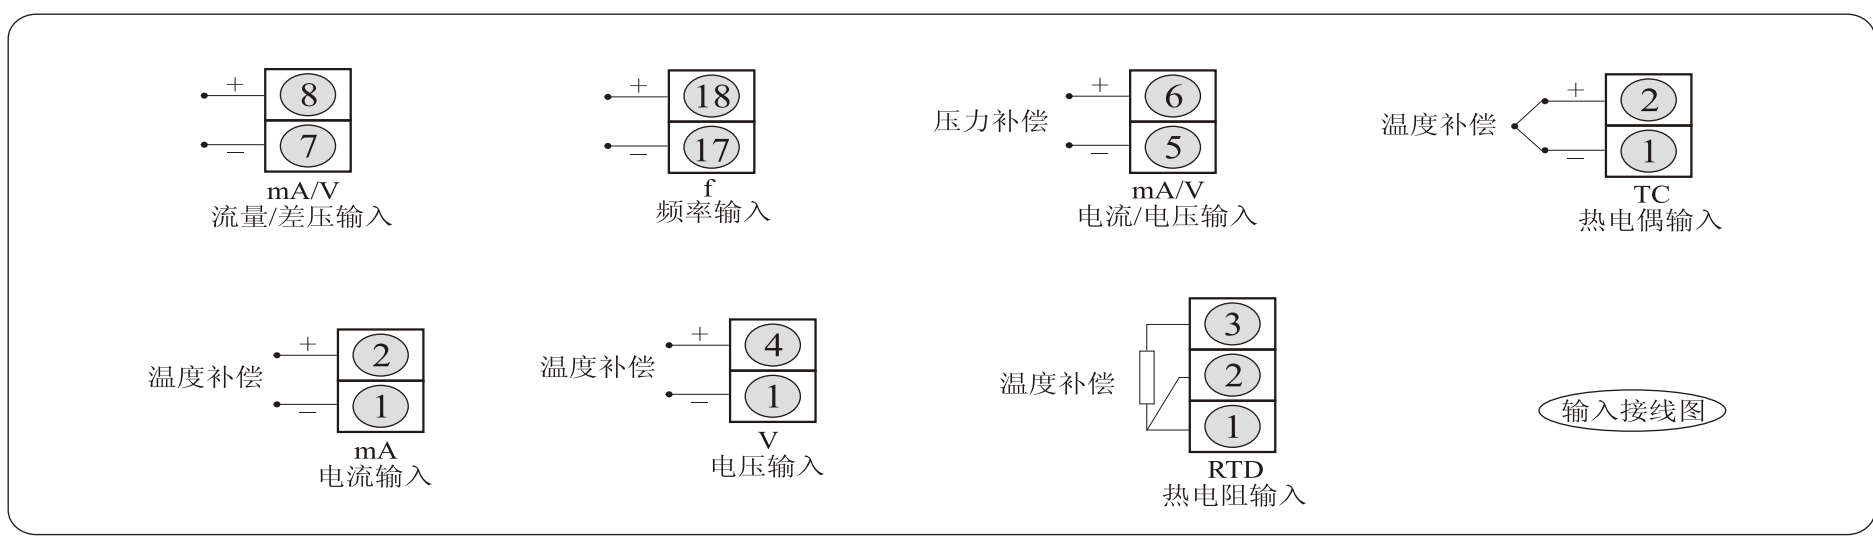 +
8
−
7
mA/V
流量/差压输入
+
18
−
17
f
频率输入
压力补偿
+
6
−
5
mA/V
电流/电压输入
温度补偿
+
2
−
1
TC
热电偶输入
温度补偿
+
2
−
1
mA
电流输入
温度补偿
+
4
−
1
V
电压输入
温度补偿
3
2
1
RTD
热电阻输入
输入接线图